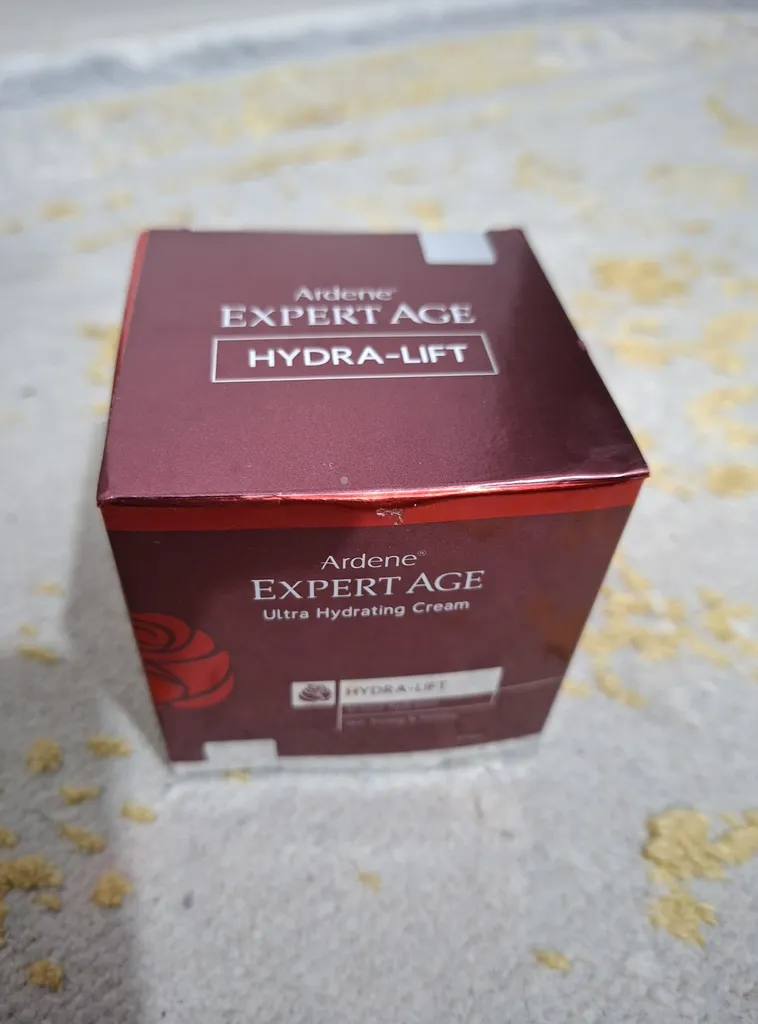 Ardene®
EXPERT AGE
HYDRA-LIFT
Ardene®
EXPERT AGE
Ultra Hydrating Cream
HYDRA-LIFT